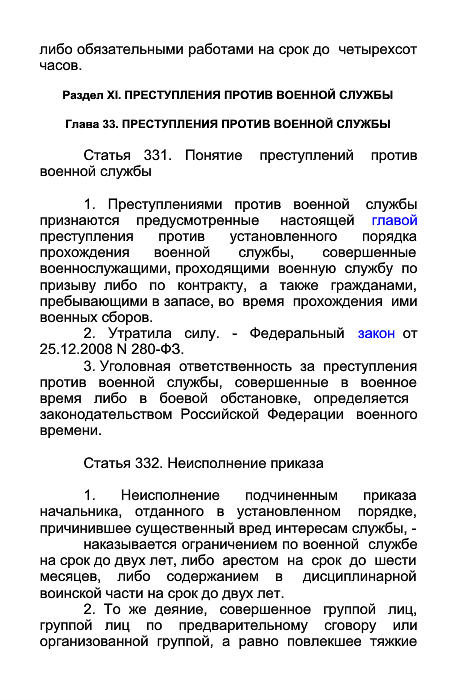 либо обязательными работами на срок до четырехсот
часов.
Раздел XI. ПРЕСТУПЛЕНИЯ ПРОТИВ ВОЕННОЙ СЛУЖБЫ
Глава 33. ПРЕСТУПЛЕНИЯ ПРОТИВ ВОЕННОЙ СЛУЖБЫ
Статья 331. Понятие преступлений против
военной службы
1. Преступлениями против военной службы
признаются предусмотренные настоящей главой
преступления против установленного порядка
прохождения военной службы, совершенные
военнослужащими, проходящими военную службу по
призыву либо по контракту, а также гражданами,
пребывающими в запасе, во время прохождения ими
военных сборов.
2. Утратила силу. - Федеральный закон от
25.12.2008 N 280-ФЗ.
3. Уголовная ответственность за преступления
против военной службы, совершенные в военное
время либо в боевой обстановке, определяется
законодательством Российской Федерации военного
времени.
Статья 332. Неисполнение приказа
1. Неисполнение подчиненным приказа
начальника, отданного в установленном порядке,
причинившее существенный вред интересам службы, -
наказывается ограничением по военной службе
на срок до двух лет, либо арестом на срок до шести
месяцев, либо содержанием в дисциплинарной
воинской части на срок до двух лет.
2. То же деяние, совершенное группой лиц,
группой лиц по предварительному сговору или
организованной группой, а равно повлекшее тяжкие